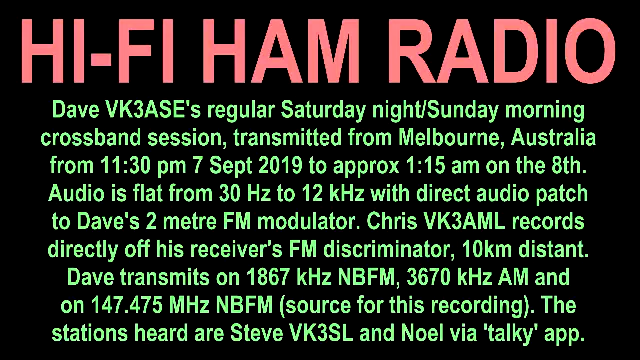 HI-FI HAM RADIO
Dave VK3ASE's regular Saturday night/Sunday morning
crossband session, transmitted from Melbourne, Australia
from 11:30 pm 7 Sept 2019 to approx 1:15 am on the 8th.
Audio is flat from 30 Hz to 12 kHz with direct audio patch
to Dave's 2 metre FM modulator. Chris VK3AML records
directly off his receiver's FM discriminator, 10km distant.
Dave transmits on 1867 kHz NBFM, 3670 kHz AM and
on 147.475 MHz NBFM (source for this recording). The
stations heard are Steve VK3SL and Noel via 'talky' app.